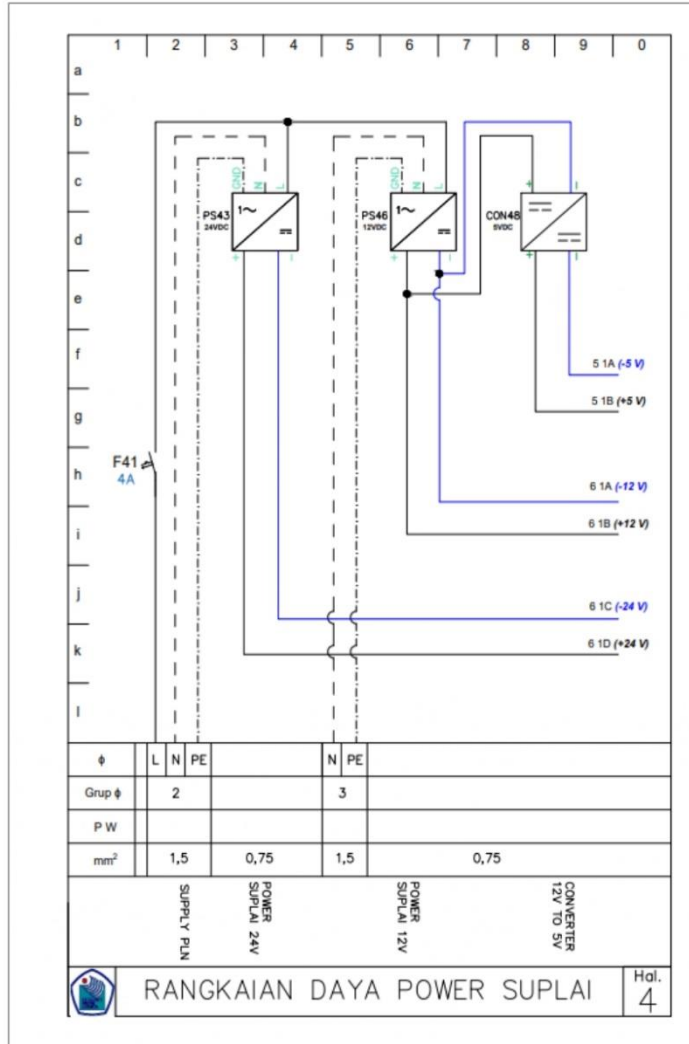 1 2 3 4 5 6 7 8 9 0
a
b
c
d
e
f
g
h
i
j
k
l
GND N L
PS43
24VDC
1~
+ −
GND N L
PS46
12VDC
1~
+ −
+ −
CON48
5VDC
+ −
5 1A (-5 V)
5 1B (+5 V)
F41
4A
6 1A (-12 V)
6 1B (+12 V)
6 1C (-24 V)
6 1D (+24 V)
ϕ L N PE N PE
Grup ϕ 2 3
P W
mm² 1,5 0,75 1,5 0,75
SUPPLY PLN
POWER
SUPLAI 24V
POWER
SUPLAI 12V
CONVERTER
12V TO 5V
RANGKAIAN DAYA POWER SUPLAI
Hal.
4